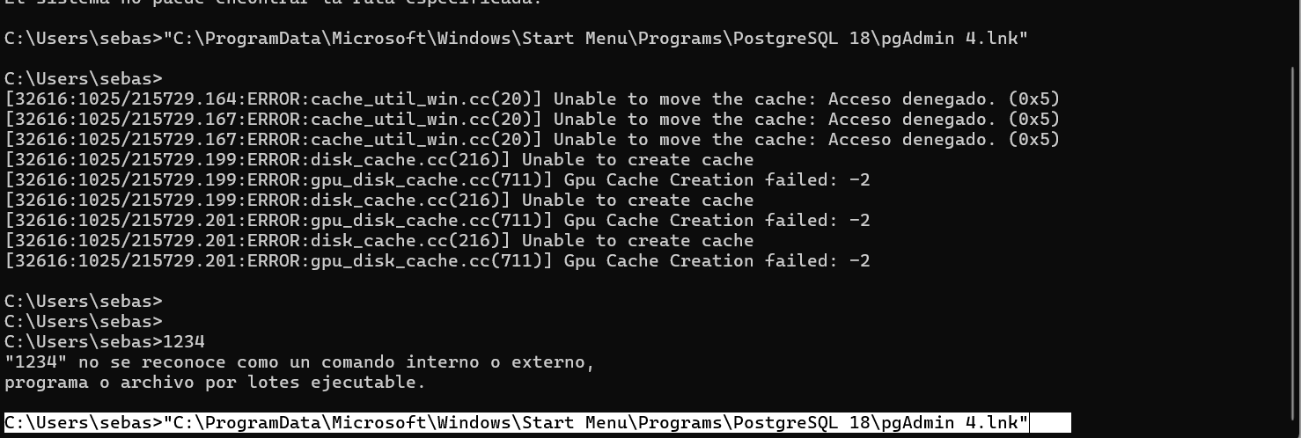 El sistema no puede encontrar la ruta especificada.
C:\Users\sebas>"C:\ProgramData\Microsoft\Windows\Start Menu\Programs\PostgreSQL 18\pgAdmin 4.lnk"
C:\Users\sebas>
[32616:1025/215729.164:ERROR:cache_util_win.cc(20)] Unable to move the cache: Acceso denegado. (0x5)
[32616:1025/215729.167:ERROR:cache_util_win.cc(20)] Unable to move the cache: Acceso denegado. (0x5)
[32616:1025/215729.167:ERROR:cache_util_win.cc(20)] Unable to move the cache: Acceso denegado. (0x5)
[32616:1025/215729.199:ERROR:disk_cache.cc(216)] Unable to create cache
[32616:1025/215729.199:ERROR:gpu_disk_cache.cc(711)] Gpu Cache Creation failed: -2
[32616:1025/215729.199:ERROR:disk_cache.cc(216)] Unable to create cache
[32616:1025/215729.201:ERROR:gpu_disk_cache.cc(711)] Gpu Cache Creation failed: -2
[32616:1025/215729.201:ERROR:disk_cache.cc(216)] Unable to create cache
[32616:1025/215729.201:ERROR:gpu_disk_cache.cc(711)] Gpu Cache Creation failed: -2
C:\Users\sebas>
C:\Users\sebas>
C:\Users\sebas>1234
"1234" no se reconoce como un comando interno o externo,
programa o archivo por lotes ejecutable.
C:\Users\sebas>"C:\ProgramData\Microsoft\Windows\Start Menu\Programs\PostgreSQL 18\pgAdmin 4.lnk"